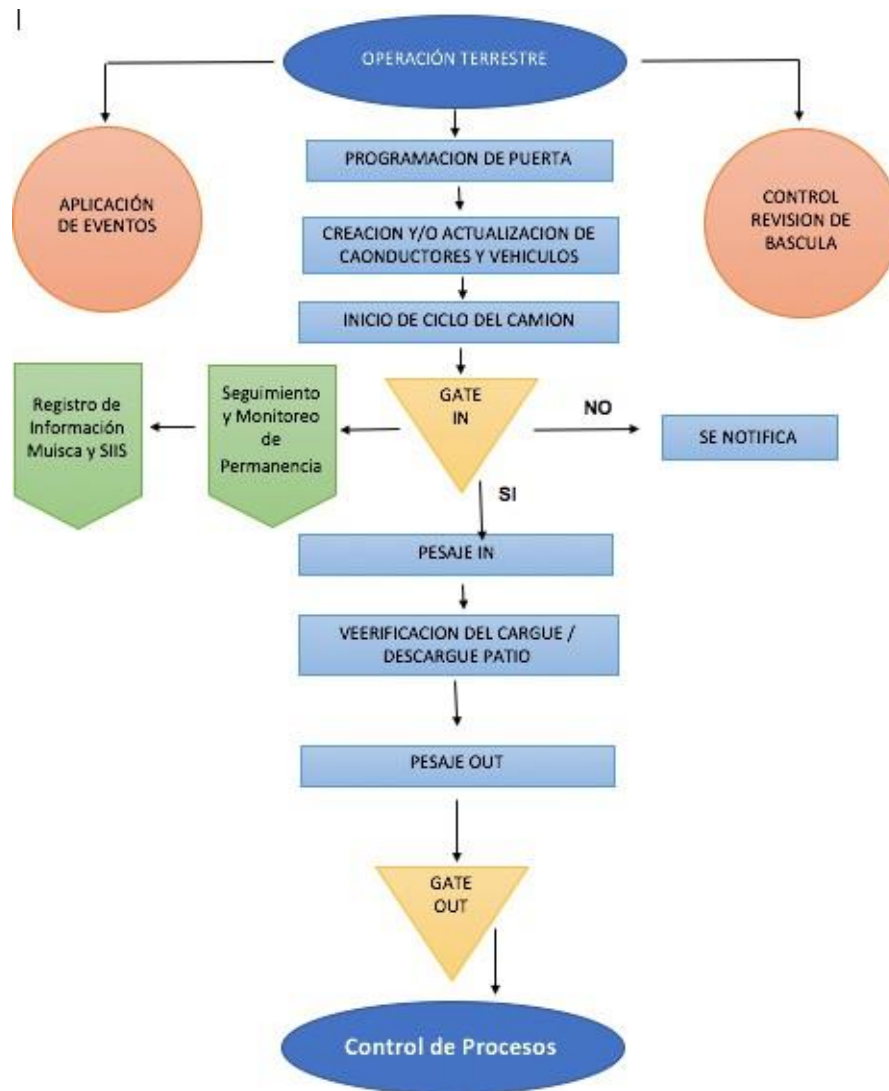 OPERACIÓN TERRESTRE
PROGRAMACION DE PUERTA
APLICACIÓN
DE EVENTOS
CONTROL
REVISION DE
BASCULA
CREACION Y/O ACTUALIZACION DE
CAONDUCTORES Y VEHICULOS
INICIO DE CICLO DEL CAMION
Registro de
Información
Muisca y SIIS
Seguimiento
y Monitoreo
de
Permanencia
GATE
IN
NO
SE NOTIFICA
SI
PESAJE IN
VEERIFICACION DEL CARGUE /
DESCARGUE PATIO
PESAJE OUT
GATE
OUT
Control de Procesos